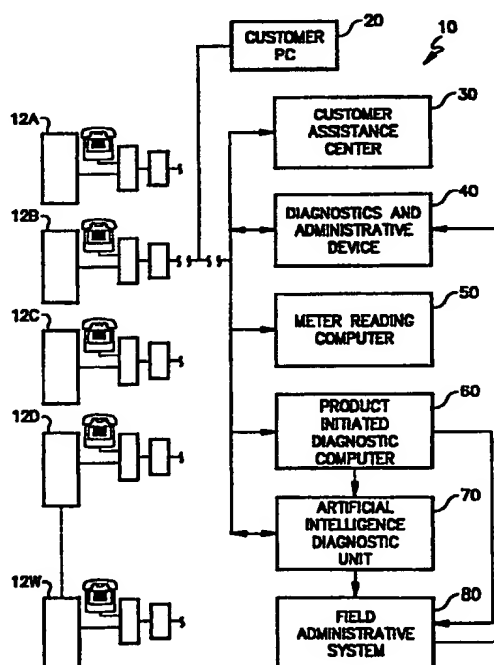 20
CUSTOMER
PC
10
12A
30
CUSTOMER
ASSISTANCE
CENTER
12B
40
DIAGNOSTICS AND
ADMINISTRATIVE
DEVICE
12C
50
METER READING
COMPUTER
12D
60
PRODUCT
INITIATED
DIAGNOSTIC
COMPUTER
70
ARTIFICIAL
INTELLIGENCE
DIAGNOSTIC
UNIT
12W
80
FIELD
ADMINISTRATIVE
SYSTEM